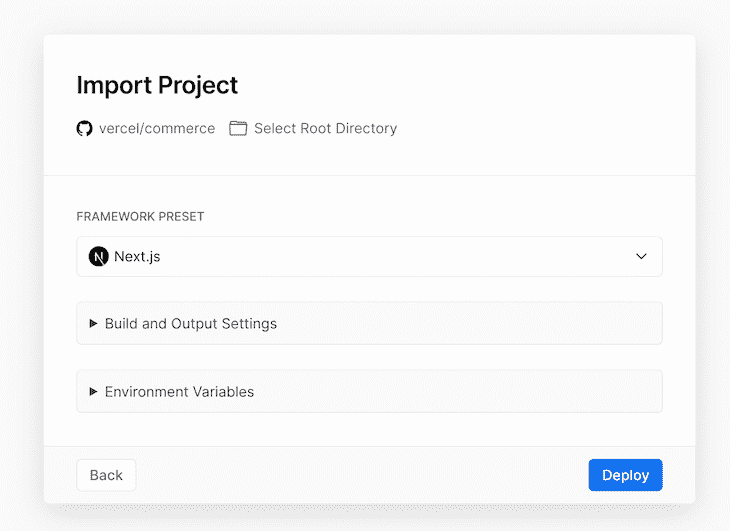 Import Project
vercel/commerce Select Root Directory
FRAMEWORK PRESET
N Next.js
Build and Output Settings
Environment Variables
Back Deploy